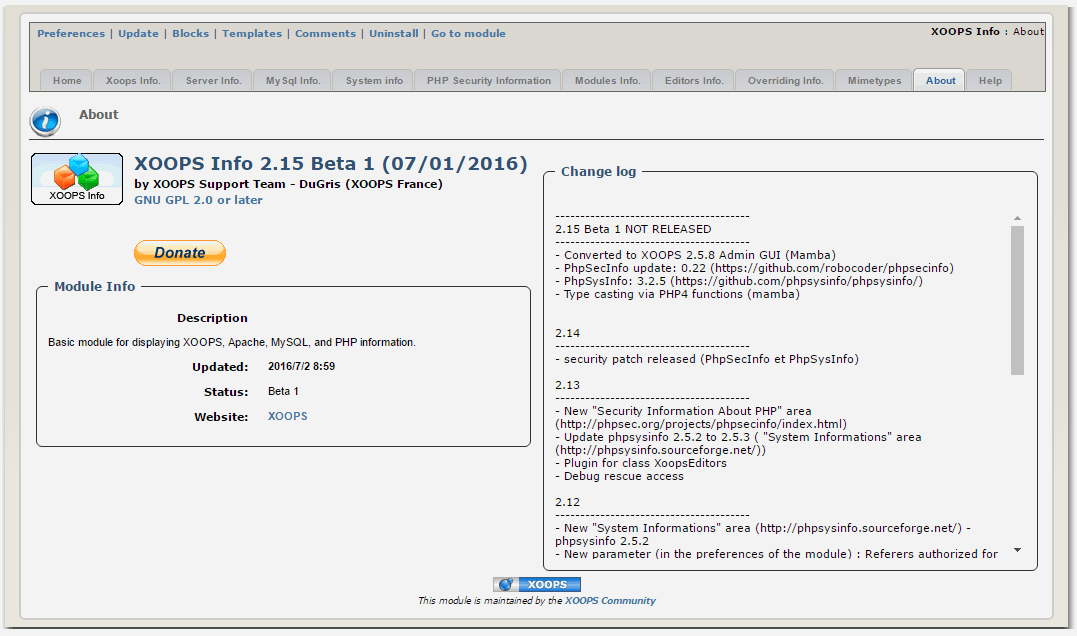 Preferences | Update | Blocks | Templates | Comments | Uninstall | Go to module
XOOPS Info : About
Home
Xoops Info.
Server Info.
MySql Info.
System info
PHP Security Information
Modules Info.
Editors Info.
Overriding Info.
Mimetypes
About
Help
About
XOOPS Info
XOOPS Info 2.15 Beta 1 (07/01/2016)
by XOOPS Support Team - DuGris (XOOPS France)
GNU GPL 2.0 or later
Donate
Module Info
Description
Basic module for displaying XOOPS, Apache, MySQL, and PHP information.
Updated: 2016/7/2 8:59
Status: Beta 1
Website: XOOPS
Change log
---------------------------------------
2.15 Beta 1 NOT RELEASED
---------------------------------------
- Converted to XOOPS 2.5.8 Admin GUI (Mamba)
- PhpSecInfo update: 0.22 (https://github.com/robocoder/phpsecinfo)
- PhpSysInfo: 3.2.5 (https://github.com/phpsysinfo/phpsysinfo/)
- Type casting via PHP4 functions (mamba)
2.14
---------------------------------------
- security patch released (PhpSecInfo et PhpSysInfo)
2.13
---------------------------------------
- New "Security Information About PHP" area
(http://phpsec.org/projects/phpsecinfo/index.html)
- Update phpsysinfo 2.5.2 to 2.5.3 ( "System Informations" area
(http://phpsysinfo.sourceforge.net/))
- Plugin for class XoopsEditors
- Debug rescue access
2.12
---------------------------------------
- New "System Informations" area (http://phpsysinfo.sourceforge.net/) -
phpsysinfo 2.5.2
- New parameter (in the preferences of the module) : Referers authorized for
XOOPS
This module is maintained by the XOOPS Community